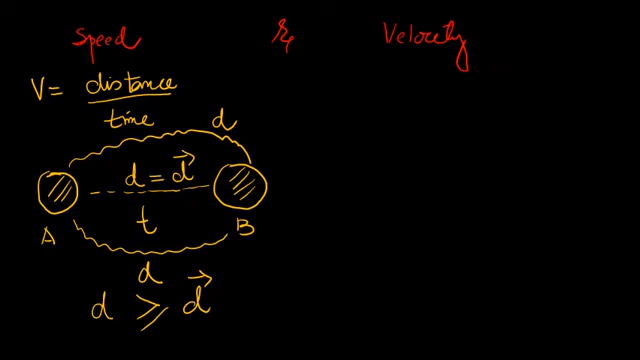 Speed & Velocity
V = distance / time
d
d = d⃗
t
A B
d
d ≥ d⃗